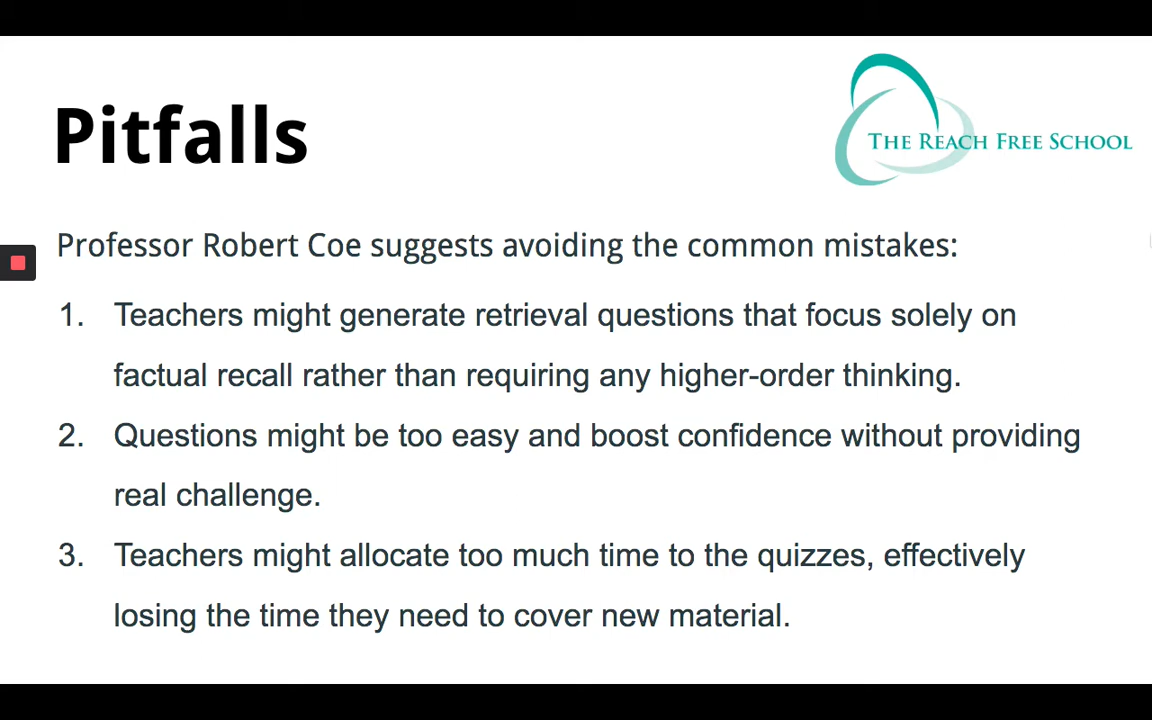 Pitfalls
THE REACH FREE SCHOOL
Professor Robert Coe suggests avoiding the common mistakes:
1. Teachers might generate retrieval questions that focus solely on
factual recall rather than requiring any higher-order thinking.
2. Questions might be too easy and boost confidence without providing
real challenge.
3. Teachers might allocate too much time to the quizzes, effectively
losing the time they need to cover new material.